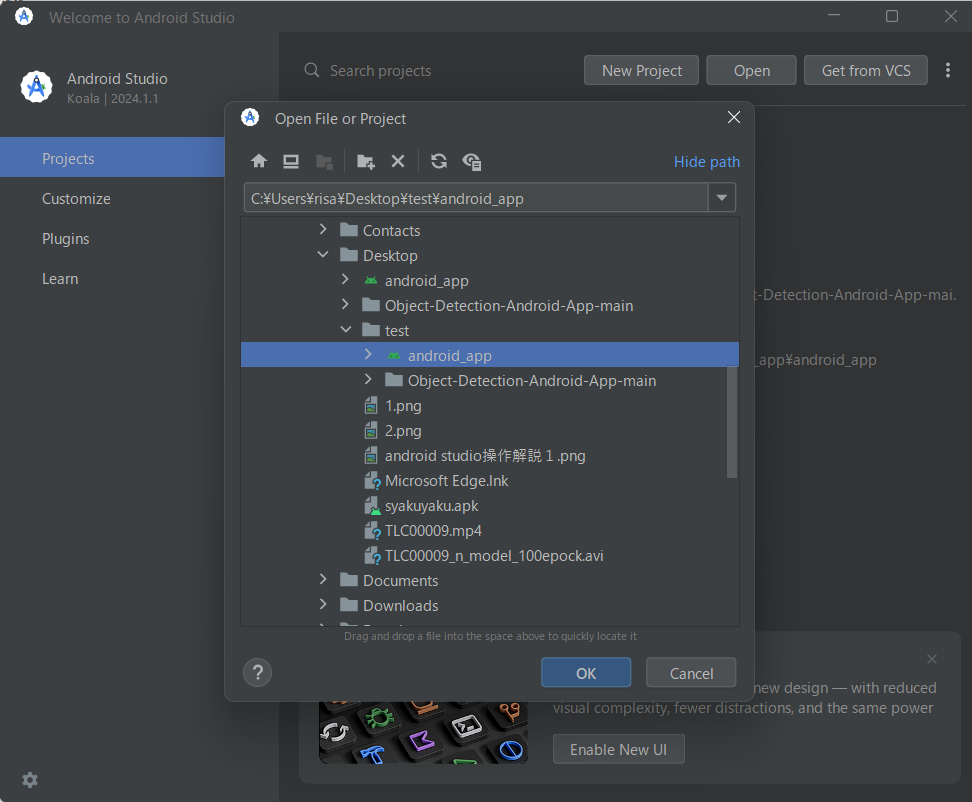 Welcome to Android Studio
Android Studio
Koala | 2024.1.1
Projects
Customize
Plugins
Learn
Search projects
New Project
Open
Get from VCS
Open File or Project
Hide path
C:¥Users¥risa¥Desktop¥test¥android_app
Contacts
Desktop
android_app
Object-Detection-Android-App-main
test
android_app
Object-Detection-Android-App-main
1.png
2.png
android studio操作解説１.png
Microsoft Edge.lnk
syakuyaku.apk
TLC00009.mp4
TLC00009_n_model_100epock.avi
Documents
Downloads
Drag and drop a file into the space above to quickly locate it
?
OK
Cancel
t-Detection-Android-App-mai.
_app¥android_app
new design — with reduced
visual complexity, fewer distractions, and the same power
Enable New UI